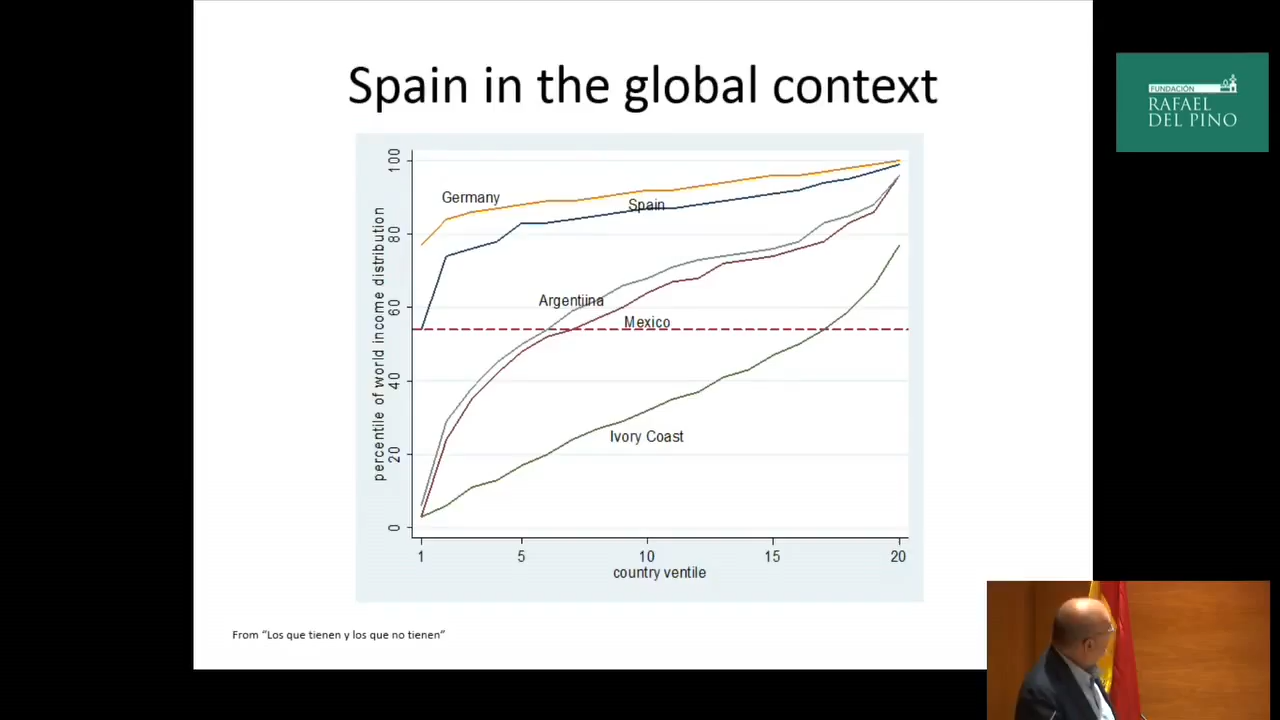 Spain in the global context
FUNDACIÓN
RAFAEL
DEL PINO
percentile of world income distribution
100
80
60
40
20
0
Germany
Spain
Argentiina
Mexico
Ivory Coast
1 5 10 15 20
country ventile
From “Los que tienen y los que no tienen”